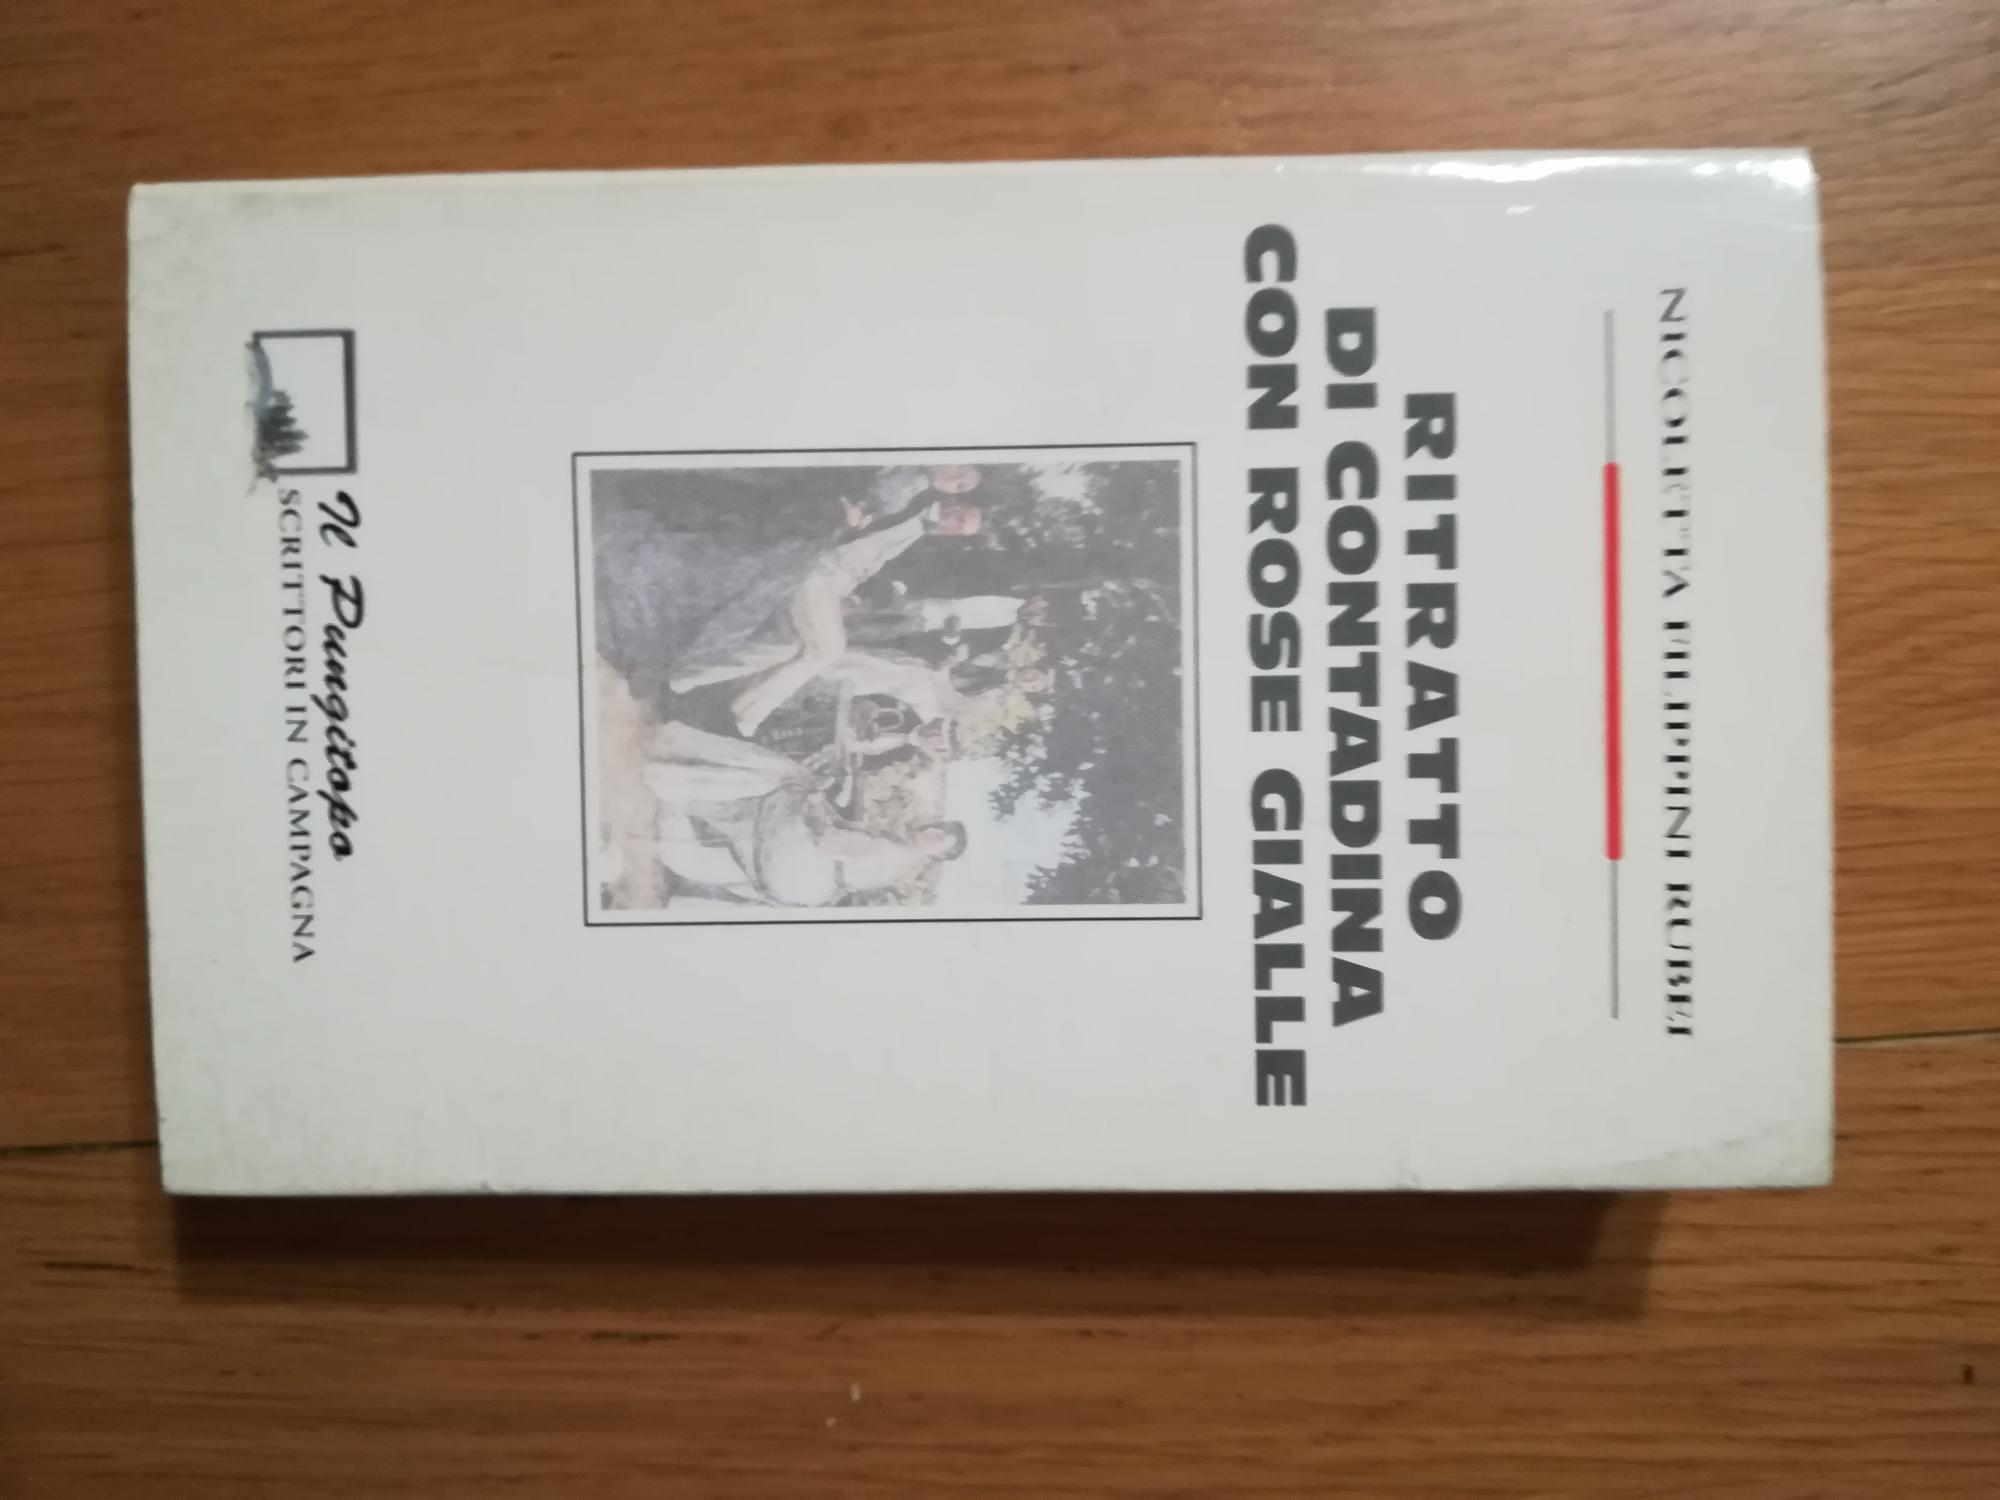 NICOLETTA FILIPPINI RUBEI
RITRATTO
DI CONTADINA
CON ROSE GIALLE
Il Pungitopo
SCRITTORI IN CAMPAGNA